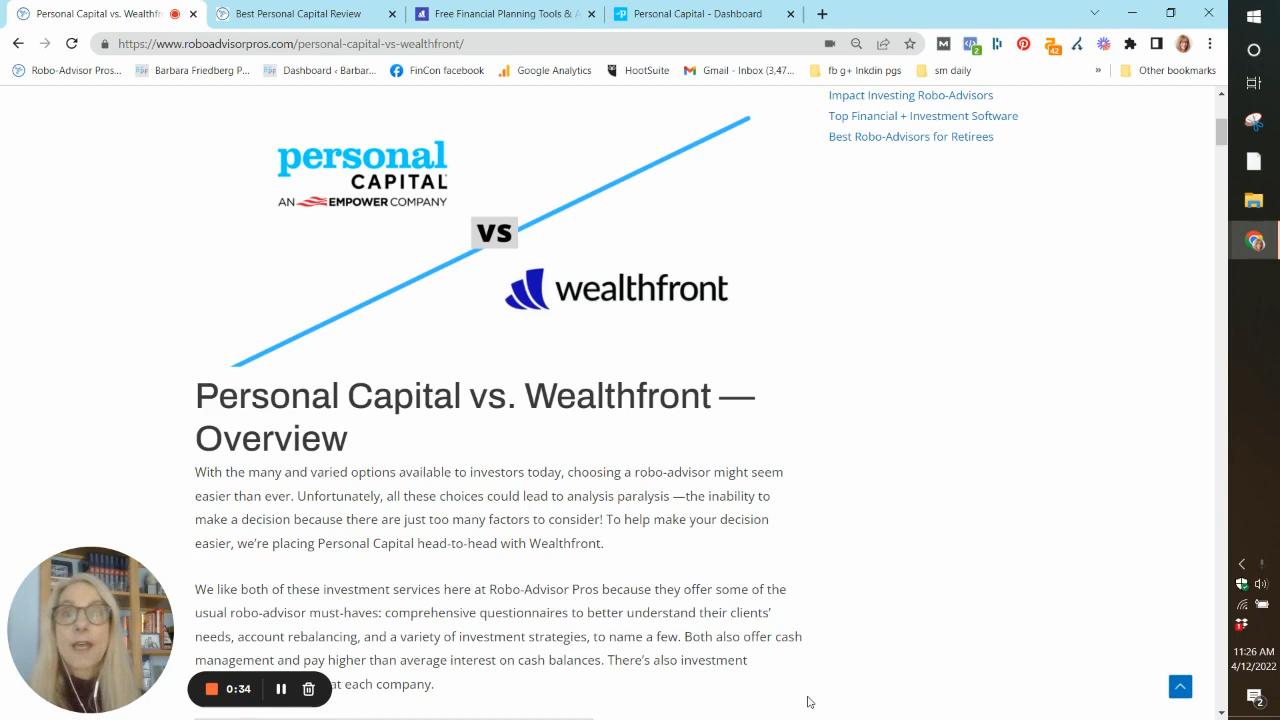 Personal Capital vs. Wealthfr
Best Personal Capital Review
Free Financial Planning Tools &
Personal Capital - Dashboard
https://www.roboadvisorpros.com/personal-capital-vs-wealthfront/
2
42
Robo-Advisor Pros...
Barbara Friedberg P...
Dashboard ‹ Barbar...
FinCon facebook
Google Analytics
HootSuite
Gmail - Inbox (3,47...
fb g+ lnkdin pgs
sm daily
»
Other bookmarks
Impact Investing Robo-Advisors
Top Financial + Investment Software
Best Robo-Advisors for Retirees
personal
CAPITAL
AN EMPOWER COMPANY
VS
wealthfront
Personal Capital vs. Wealthfront —
Overview
With the many and varied options available to investors today, choosing a robo-advisor might seem
easier than ever. Unfortunately, all these choices could lead to analysis paralysis —the inability to
make a decision because there are just too many factors to consider! To help make your decision
easier, we’re placing Personal Capital head-to-head with Wealthfront.
We like both of these investment services here at Robo-Advisor Pros because they offer some of the
usual robo-advisor must-haves: comprehensive questionnaires to better understand their clients’
needs, account rebalancing, and a variety of investment strategies, to name a few. Both also offer cash
management and pay higher than average interest on cash balances. There’s also investment
at each company.
0:34
11:26 AM
4/12/2022
2